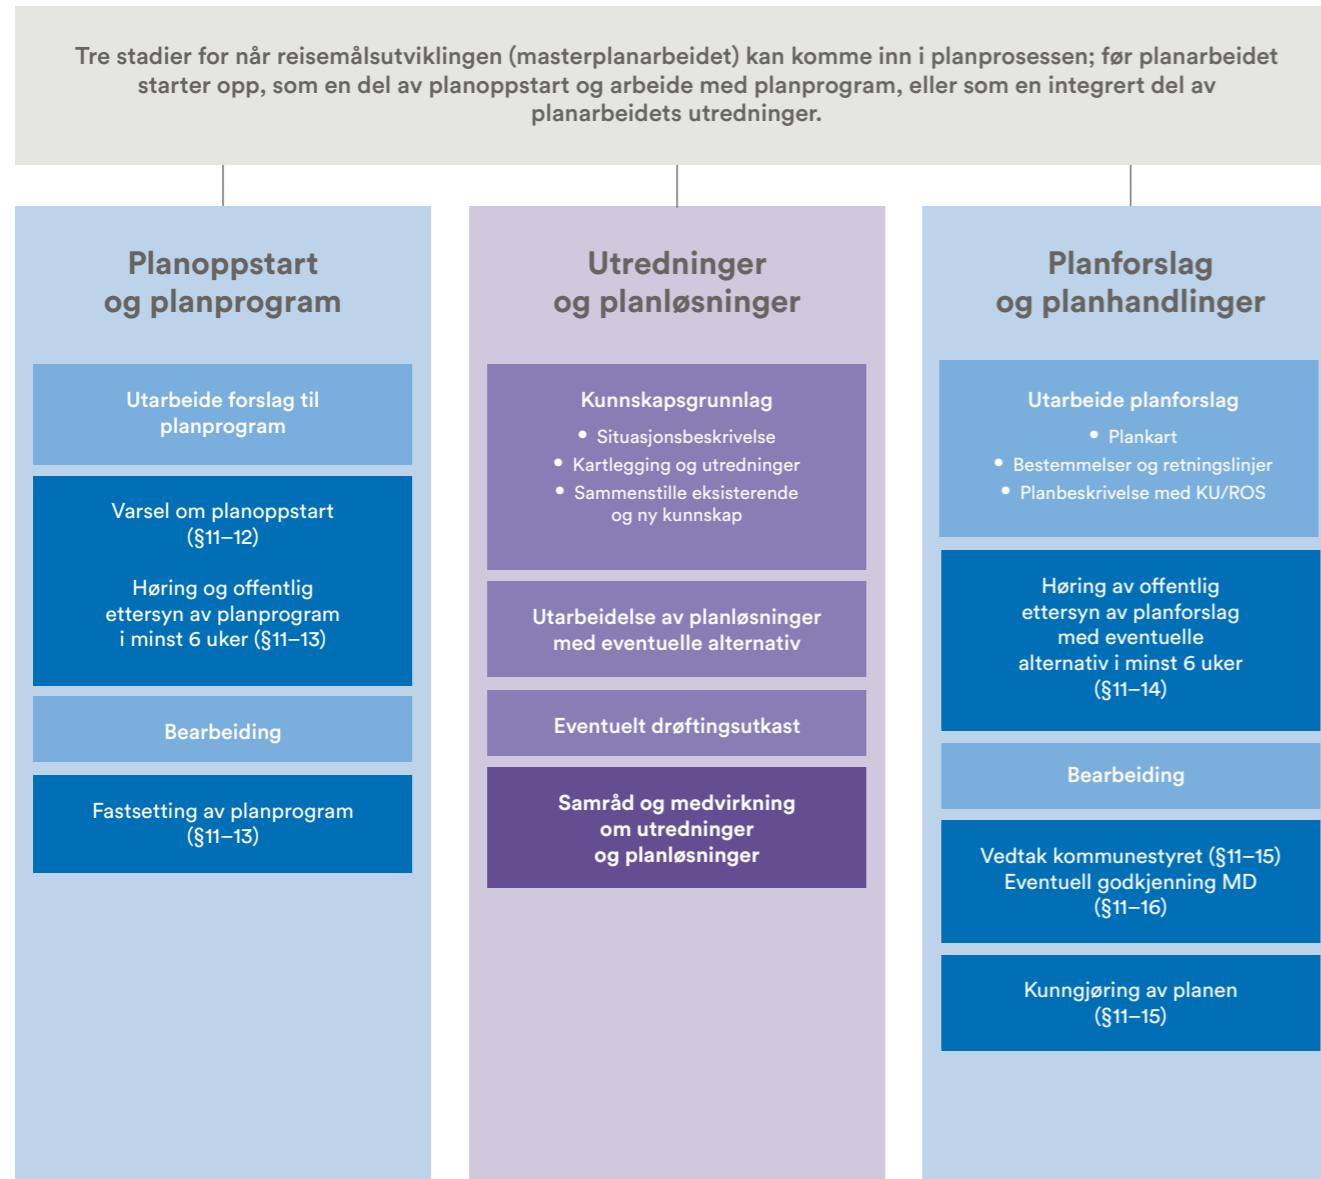 Tre stadier for når reisemålsutviklingen (masterplanarbeidet) kan komme inn i planprosessen; før planarbeidet
starter opp, som en del av planoppstart og arbeide med planprogram, eller som en integrert del av
planarbeidets utredninger.
Planoppstart
og planprogram
Utarbeide forslag til
planprogram
Varsel om planoppstart
(§11–12)
Høring og offentlig
ettersyn av planprogram
i minst 6 uker (§11–13)
Bearbeiding
Fastsetting av planprogram
(§11–13)
Utredninger
og planløsninger
Kunnskapsgrunnlag
• Situasjonsbeskrivelse
• Kartlegging og utredninger
• Sammenstille eksisterende
og ny kunnskap
Utarbeidelse av planløsninger
med eventuelle alternativ
Eventuelt drøftingsutkast
Samråd og medvirkning
om utredninger
og planløsninger
Planforslag
og planhandlinger
Utarbeide planforslag
• Plankart
• Bestemmelser og retningslinjer
• Planbeskrivelse med KU/ROS
Høring av offentlig
ettersyn av planforslag
med eventuelle
alternativ i minst 6 uker
(§11–14)
Bearbeiding
Vedtak kommunestyret (§11–15)
Eventuell godkjenning MD
(§11–16)
Kunngjøring av planen
(§11–15)